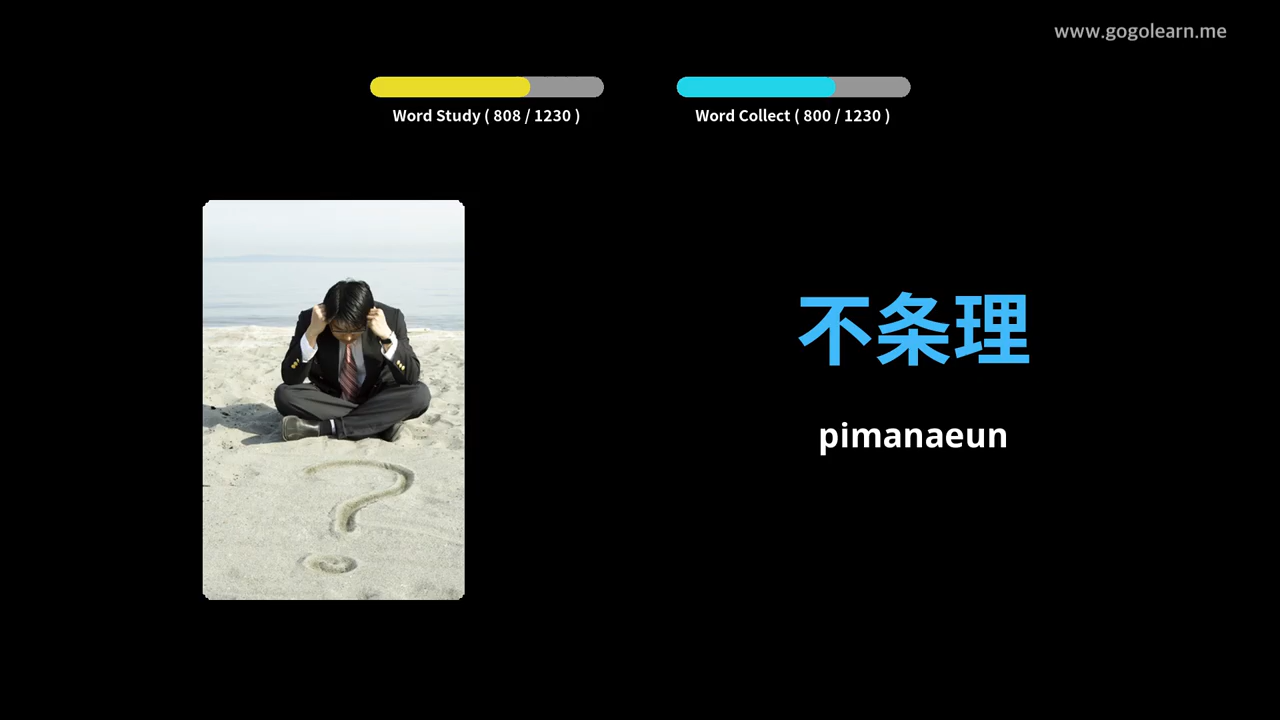 www.gogolearn.me
Word Study ( 808 / 1230 )
Word Collect ( 800 / 1230 )
不条理
pimanaeun
?